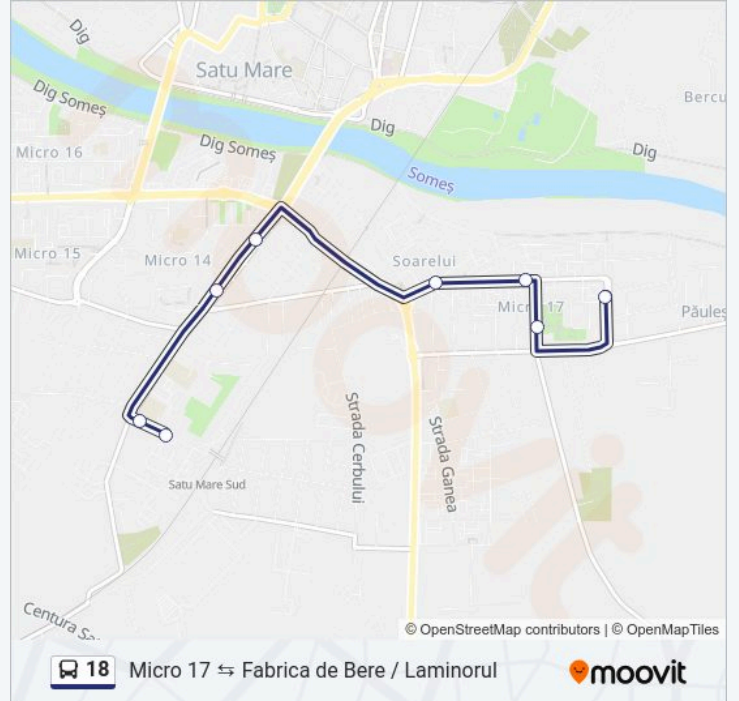 Dig
Satu Mare
Bercu
Dig Someș
Dig
Micro 16
Dig Someș
Dig
Someș
Micro 15
Micro 14
Soarelui
Micro 17
Păuleș
Strada Cerbului
Strada Ganea
Satu Mare Sud
Centura Sa
© OpenStreetMap contributors | © OpenMapTiles
18 Micro 17 ⇆ Fabrica de Bere / Laminorul moovit